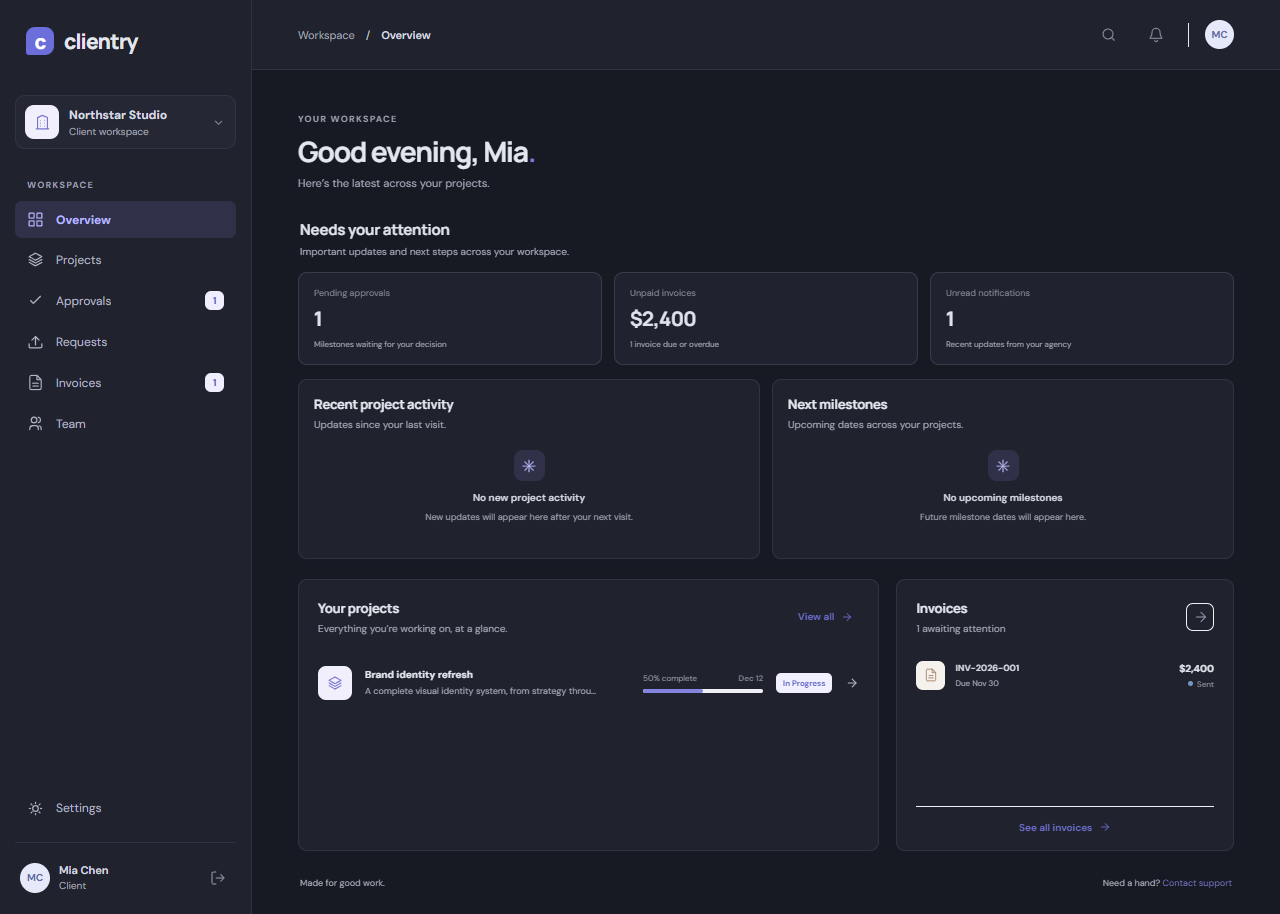 c clientry
Workspace / Overview
MC
Northstar Studio
Client workspace
WORKSPACE
Overview
Projects
Approvals 1
Requests
Invoices 1
Team
Settings
MC
Mia Chen
Client
YOUR WORKSPACE
Good evening, Mia.
Here's the latest across your projects.
Needs your attention
Important updates and next steps across your workspace.
Pending approvals
1
Milestones waiting for your decision
Unpaid invoices
$2,400
1 invoice due or overdue
Unread notifications
1
Recent updates from your agency
Recent project activity
Updates since your last visit.
No new project activity
New updates will appear here after your next visit.
Next milestones
Upcoming dates across your projects.
No upcoming milestones
Future milestone dates will appear here.
Your projects
Everything you're working on, at a glance.
View all
Brand identity refresh
A complete visual identity system, from strategy throu...
50% complete
Dec 12
In Progress
Invoices
1 awaiting attention
INV-2026-001
Due Nov 30
$2,400
Sent
See all invoices
Made for good work.
Need a hand? Contact support